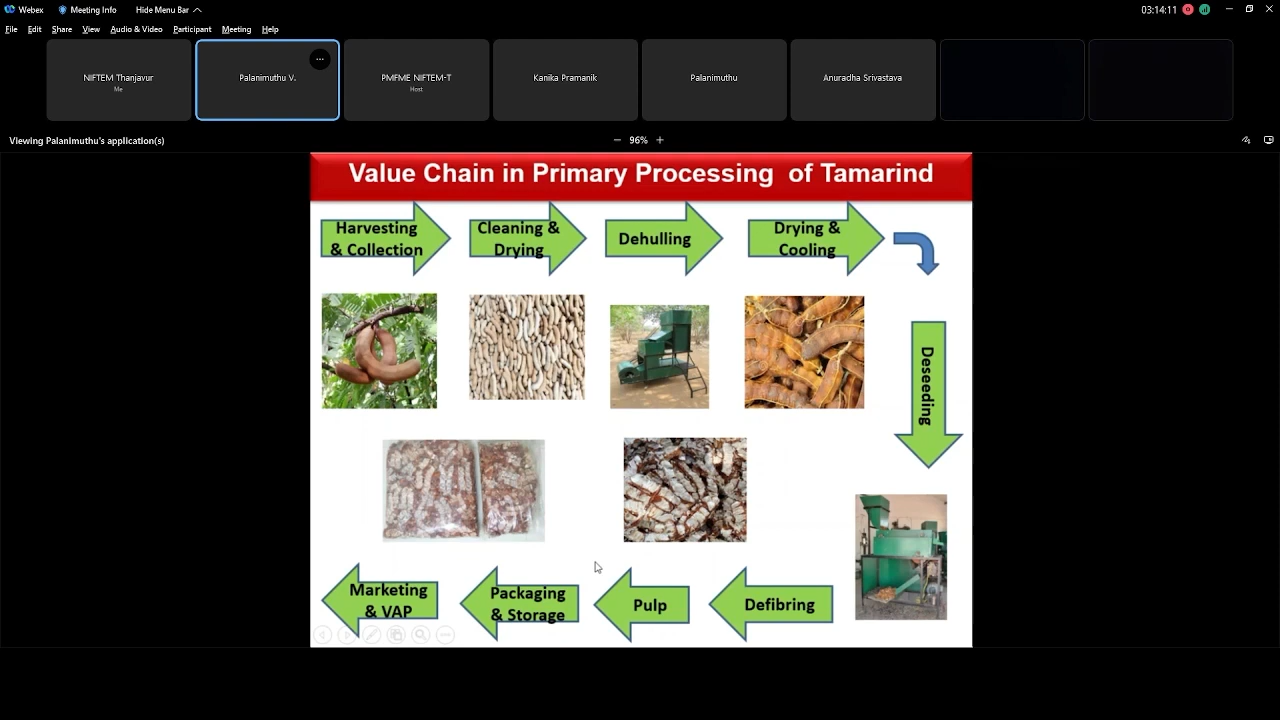 Webex
Meeting Info
Hide Menu Bar
03:14:11
File Edit Share View Audio & Video Participant Meeting Help
NIFTEM Thanjavur
Me
Palanimuthu V.
PMFME NIFTEM-T
Host
Kanika Pramanik
Palanimuthu
Anuradha Srivastava
Viewing Palanimuthu's application(s)
96%
Value Chain in Primary Processing of Tamarind
Harvesting
& Collection
Cleaning &
Drying
Dehulling
Drying &
Cooling
Deseeding
Marketing
& VAP
Packaging
& Storage
Pulp
Defibring